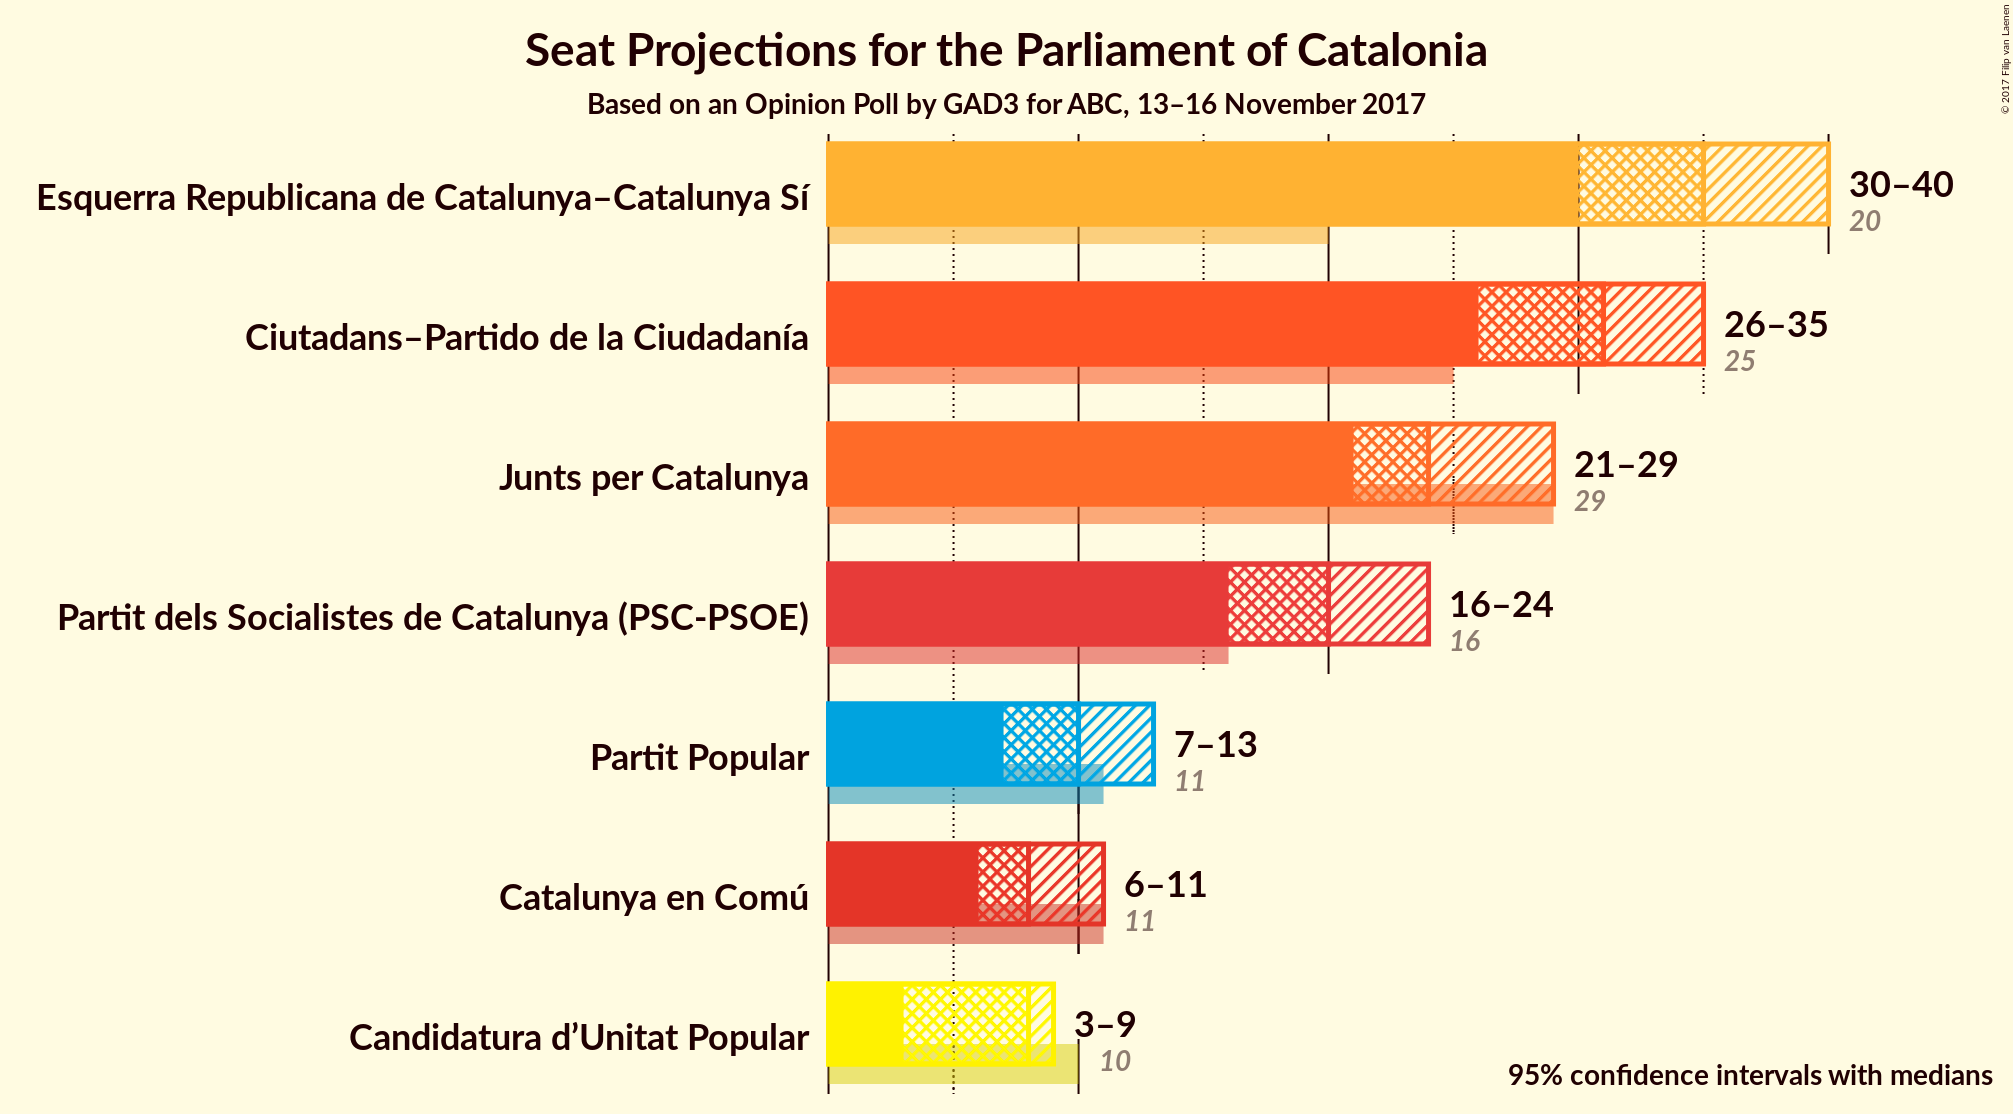 Seat Projections for the Parliament of Catalonia
Based on an Opinion Poll by GAD3 for ABC, 13–16 November 2017
© 2017 Filip van Laenen
Esquerra Republicana de Catalunya–Catalunya Sí
30–40
20
Ciutadans–Partido de la Ciudadanía
26–35
25
Junts per Catalunya
21–29
29
Partit dels Socialistes de Catalunya (PSC-PSOE)
16–24
16
Partit Popular
7–13
11
Catalunya en Comú
6–11
11
Candidatura d’Unitat Popular
3–9
10
95% confidence intervals with medians